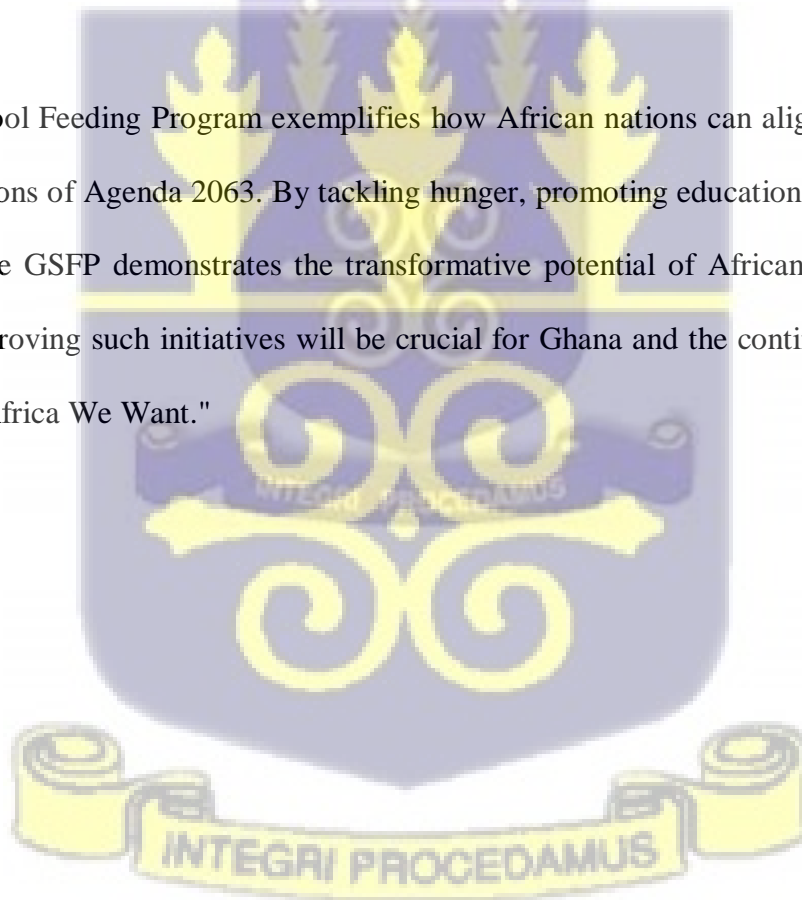 ool Feeding Program exemplifies how African nations can alig
ons of Agenda 2063. By tackling hunger, promoting education
e GSFP demonstrates the transformative potential of African
roving such initiatives will be crucial for Ghana and the conti
frica We Want."
INTEGRI PROCEDAMUS
INTEGRI PROCEDAMUS